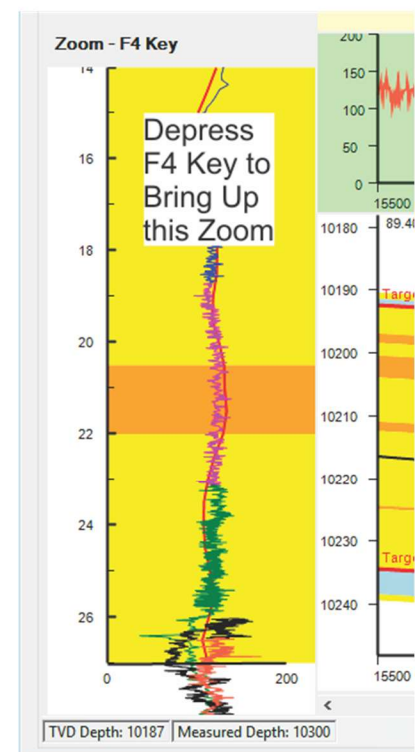 Zoom - F4 Key
14
16
18
20
22
24
26
0
200
Depress
F4 Key to
Bring Up
this Zoom
200
150
100
50
0
15500
10180
89.40
10190
10200
10210
10220
10230
10240
Targe
Targe
15500
<
TVD Depth: 10187
Measured Depth: 10300